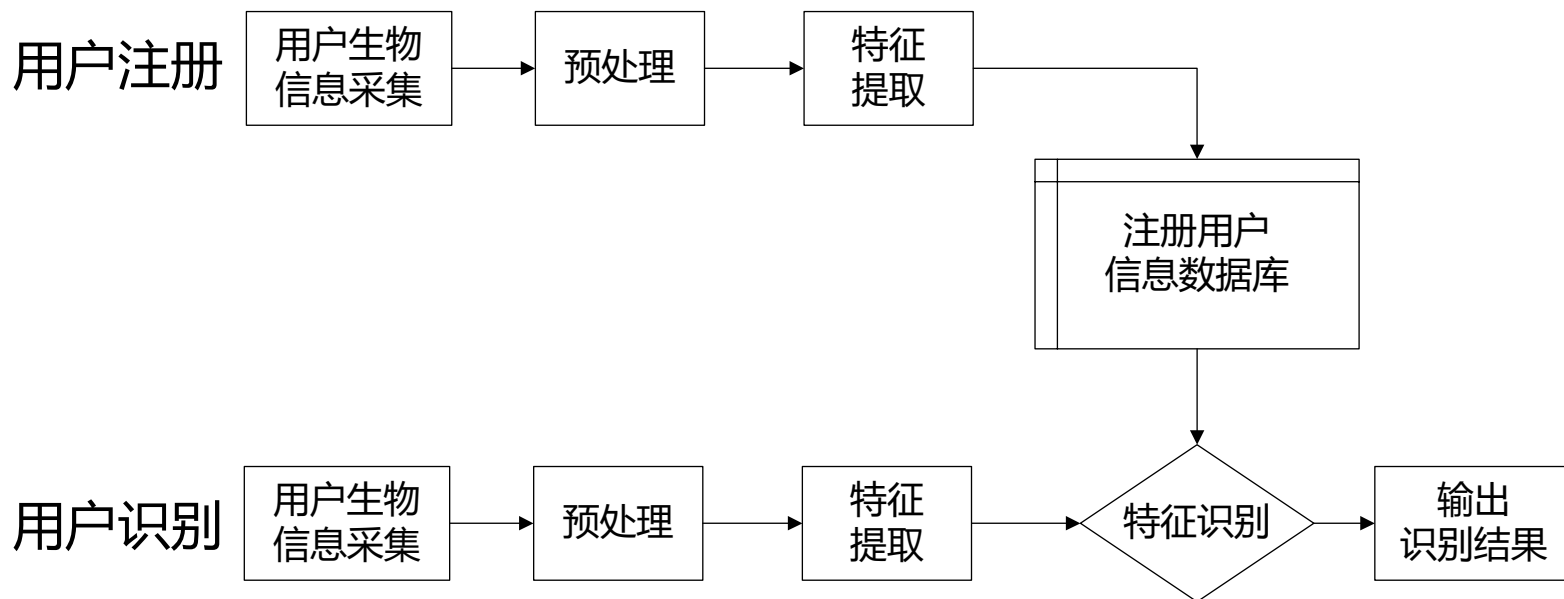 用户注册
用户生物
信息采集
预处理
特征
提取
注册用户
信息数据库
用户识别
用户生物
信息采集
预处理
特征
提取
特征识别
输出
识别结果